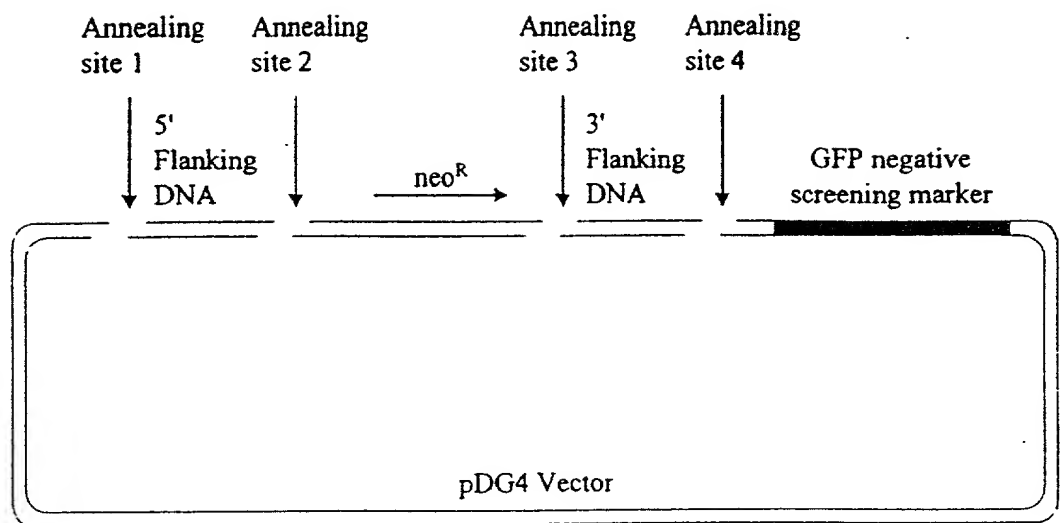 Annealing
site 1
Annealing
site 2
Annealing
site 3
Annealing
site 4
5'
Flanking
DNA
neoᴿ
3'
Flanking
DNA
GFP negative
screening marker
pDG4 Vector